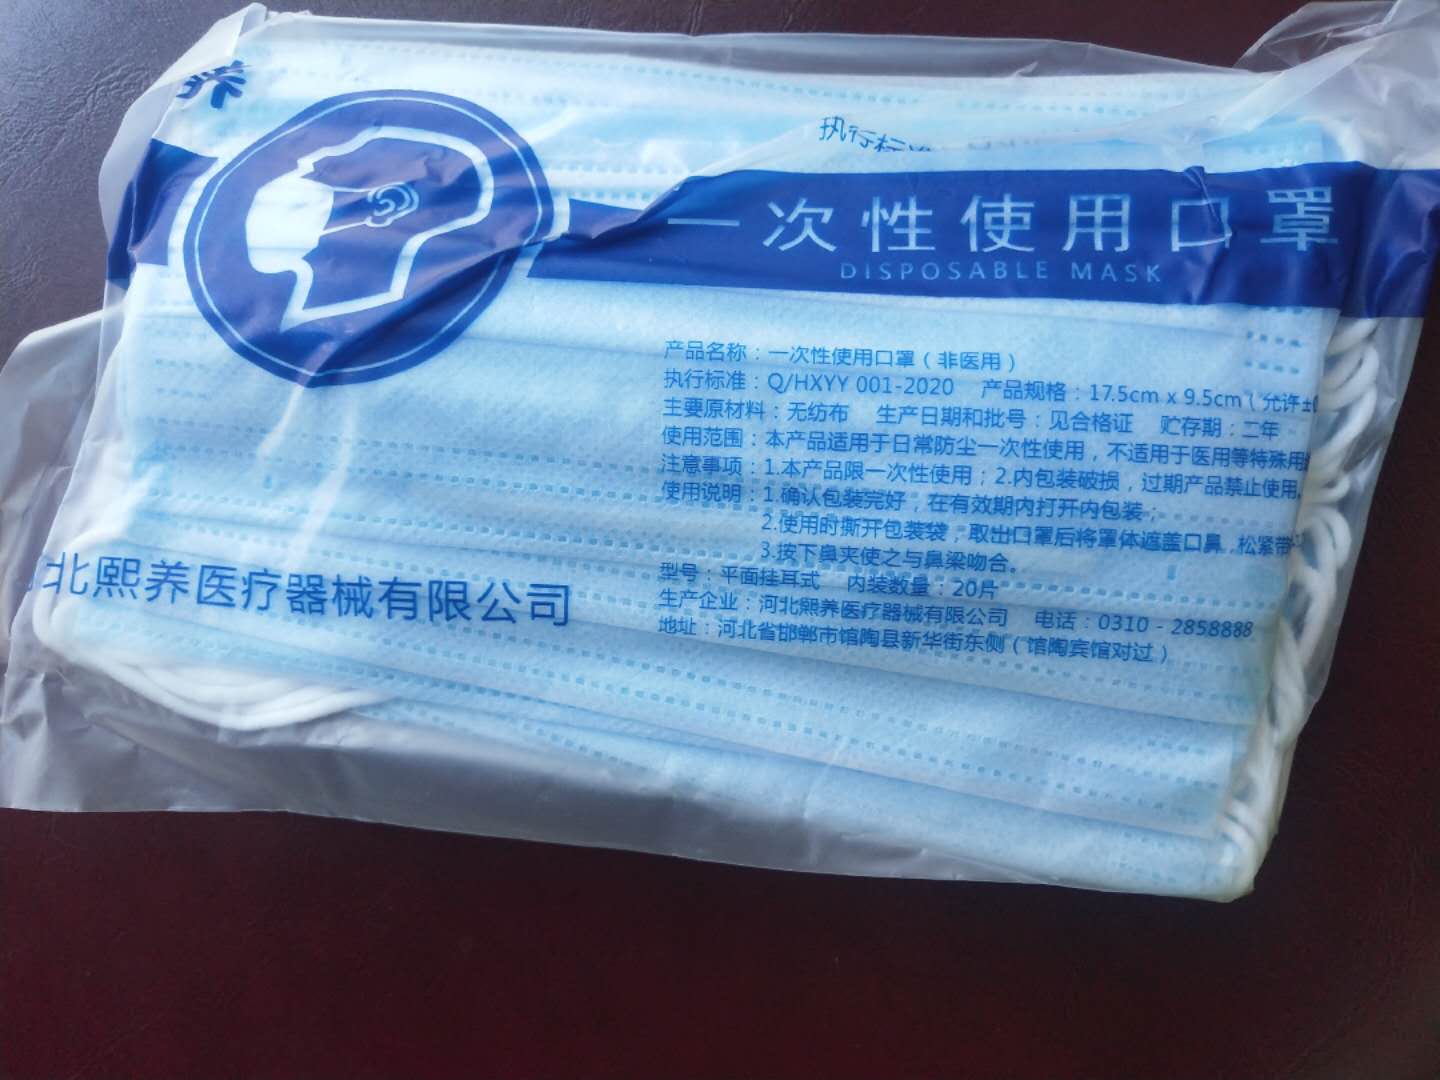 养
执行标准
一次性使用口罩
DISPOSABLE MASK
产品名称：一次性使用口罩（非医用）
执行标准：Q/HXYY 001-2020 产品规格：17.5cm x 9.5cm（允许±
主要原材料：无纺布 生产日期和批号：见合格证 贮存期：二年
使用范围：本产品适用于日常防尘一次性使用，不适用于医用等特殊用
注意事项：1.本产品限一次性使用；2.内包装破损，过期产品禁止使用。
使用说明：1.确认包装完好，在有效期内打开内包装；
2.使用时撕开包装袋，取出口罩后将罩体遮盖口鼻，松紧带
3.按下鼻夹使之与鼻梁吻合。
型号：平面挂耳式 内装数量：20片
生产企业：河北熙养医疗器械有限公司 电话：0310 - 2858888
地址：河北省邯郸市馆陶县新华街东侧（馆陶宾馆对过）
北熙养医疗器械有限公司